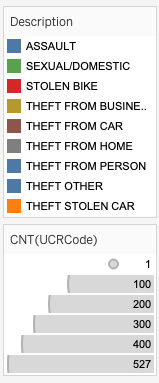 Description
ASSAULT
SEXUAL/DOMESTIC
STOLEN BIKE
THEFT FROM BUSINE..
THEFT FROM CAR
THEFT FROM HOME
THEFT FROM PERSON
THEFT OTHER
THEFT STOLEN CAR
CNT(UCRCode)
1
100
200
300
400
527